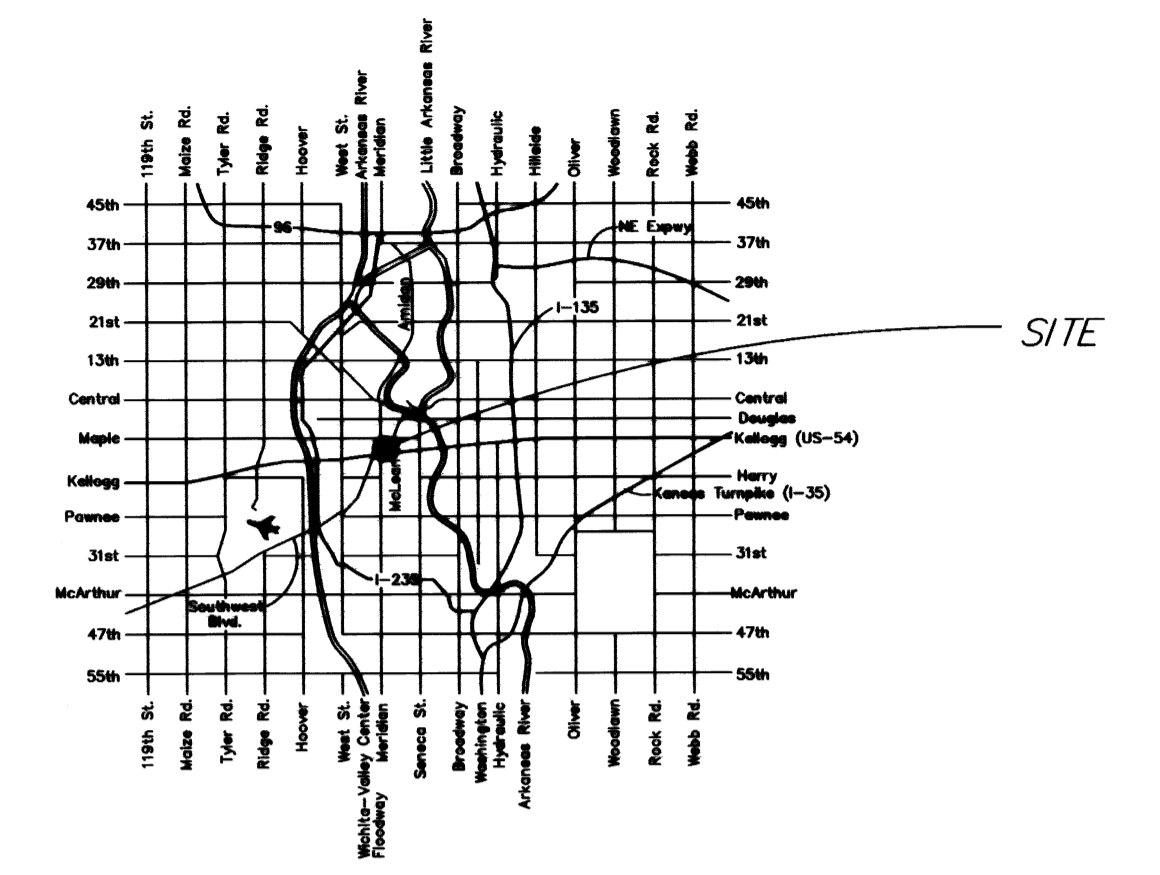 119th St.
Maize Rd.
Tyler Rd.
Ridge Rd.
Hoover
West St.
Arkansas River
Meridian
Little Arkansas River
Broadway
Hydraulic
Hillside
Oliver
Woodlawn
Rock Rd.
Webb Rd.
45th
45th
96
NE Expwy
37th
37th
29th
29th
Amidon
I-135
21st
21st
SITE
13th
13th
Central
Central
Douglas
Maple
Kellogg (US-54)
Kellogg
McLean
Harry
Kansas Turnpike (I-35)
Pawnee
Pawnee
31st
31st
I-235
McArthur
McArthur
Southwest
Blvd.
47th
47th
55th
55th
119th St.
Maize Rd.
Tyler Rd.
Ridge Rd.
Hoover
West St.
Wichita-Valley Center
Floodway
Meridian
Seneca St.
Broadway
Washington
Hydraulic
Arkansas River
Oliver
Woodlawn
Rock Rd.
Webb Rd.